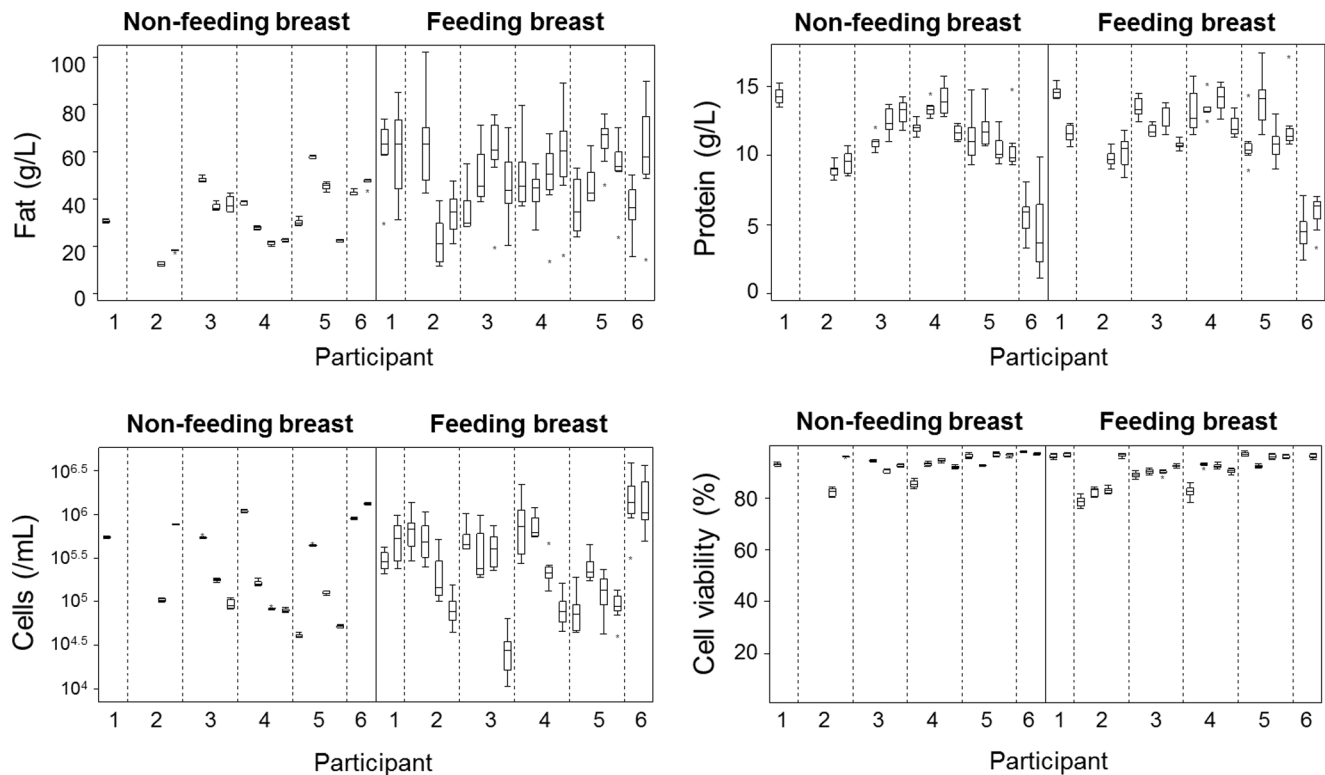 Non-feeding breast Feeding breast
Fat (g/L)
100
80
60
40
20
0
1 2 3 4 5 6 1 2 3 4 5 6
Participant
Protein (g/L)
15
10
5
0
1 2 3 4 5 6 1 2 3 4 5 6
Participant
Non-feeding breast Feeding breast
Cells (/mL)
10^6.5
10^6
10^5.5
10^5
10^4.5
10^4
1 2 3 4 5 6 1 2 3 4 5 6
Participant
Non-feeding breast Feeding breast
Cell viability (%)
80
60
40
20
1 2 3 4 5 6 1 2 3 4 5 6
Participant